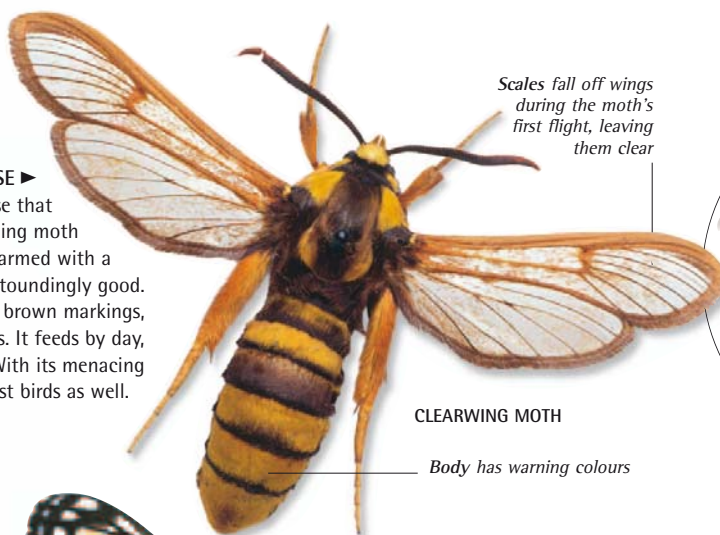 Scales fall off wings
during the moth's
first flight, leaving
them clear
SE ►
se that
ing moth
armed with a
toundingly good.
brown markings,
s. It feeds by day,
With its menacing
st birds as well.
CLEARWING MOTH
Body has warning colours